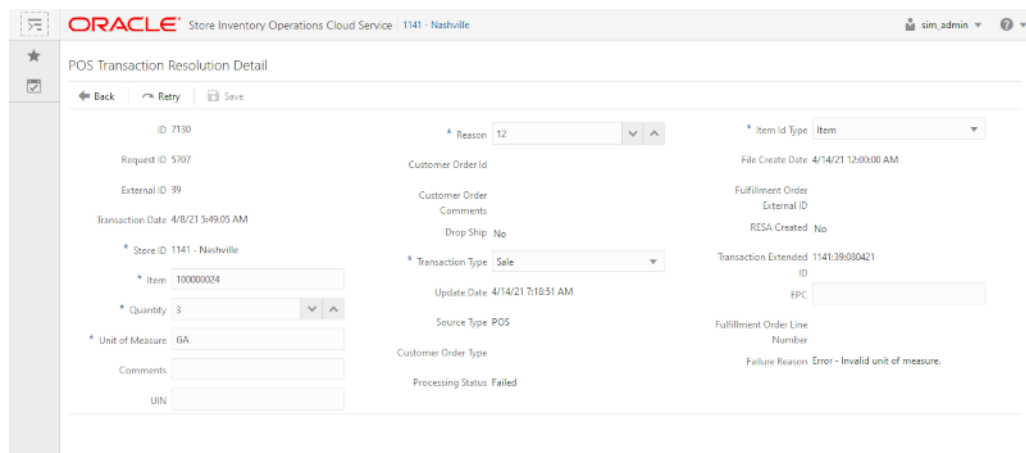 ORACLE Store Inventory Operations Cloud Service 1141 - Nashville sim_admin ?
POS Transaction Resolution Detail
Back Retry Save
ID 7130
Request ID 5707
External ID 39
Transaction Date 4/8/21 5:49:05 AM
* Store ID 1141 - Nashville
* Item 100000024
* Quantity 3
* Unit of Measure GA
Comments
UIN
* Reason 12
Customer Order Id
Customer Order
Comments
Drop Ship No
* Transaction Type Sale
Update Date 4/14/21 7:18:51 AM
Source Type POS
Customer Order Type
Processing Status Failed
* Item Id Type Item
File Create Date 4/14/21 12:00:00 AM
Fulfillment Order
External ID
RESA Created No
Transaction Extended 1141:39:080421
ID
EPC
Fulfillment Order Line
Number
Failure Reason Error - Invalid unit of measure.